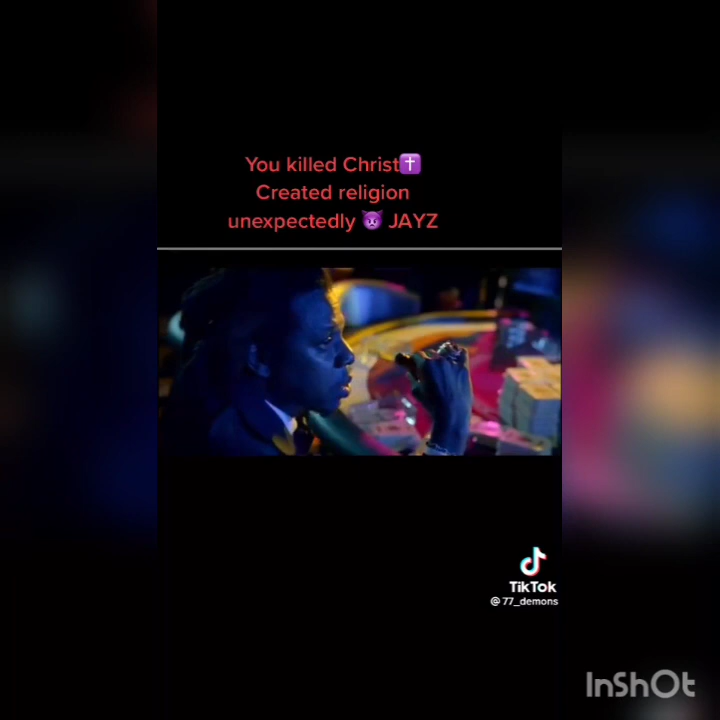 You killed Christ✝️
Created religion
unexpectedly 😈 JAYZ
TikTok
@77_demons
InShOt